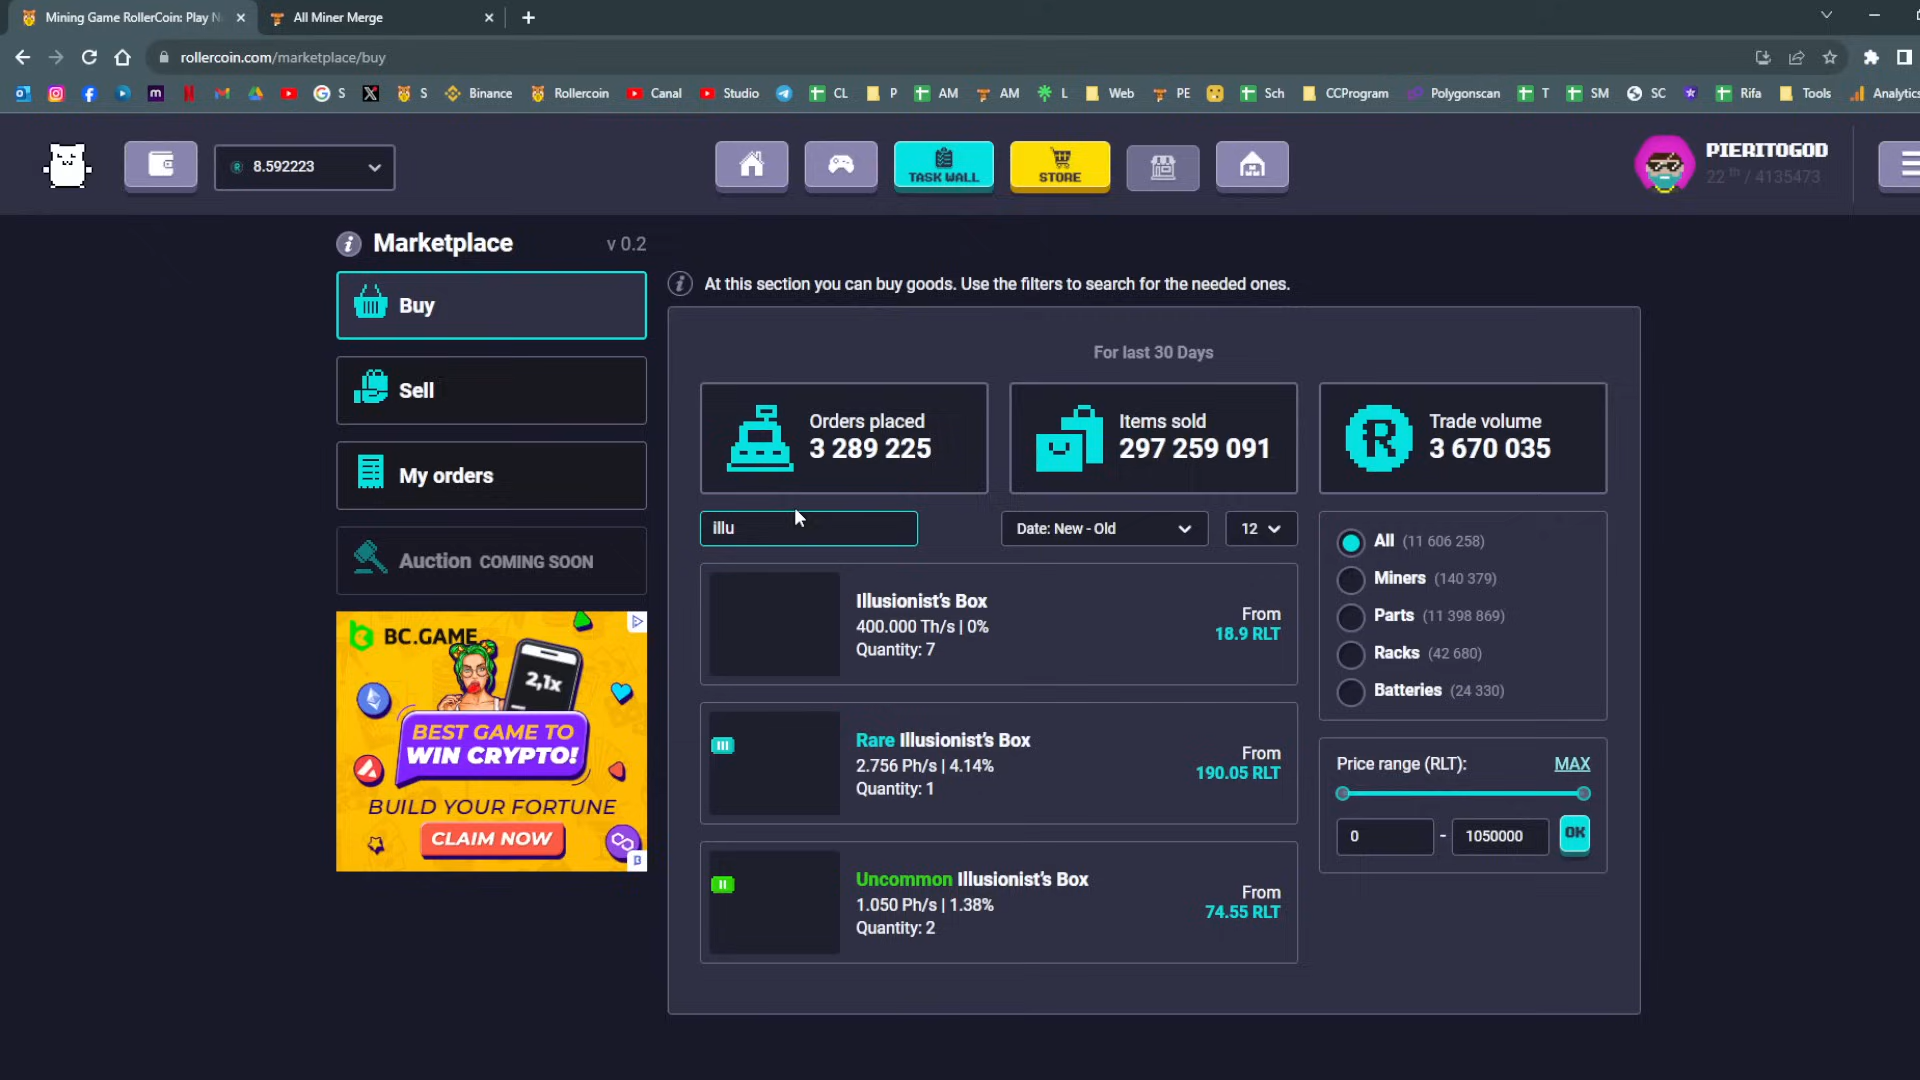 Mining Game RollerCoin: Play N
All Miner Merge
rollercoin.com/marketplace/buy
S
S
Binance
Rollercoin
Canal
Studio
CL
P
AM
AM
L
Web
PE
Sch
CCProgram
Polygonscan
T
SM
SC
Rifa
Tools
Analytics
8.592223
TASK WALL
STORE
PIERITOGOD
22 th / 4135473
Marketplace
v 0.2
Buy
Sell
My orders
Auction COMING SOON
BC.GAME
2,1x
BEST GAME TO
WIN CRYPTO!
BUILD YOUR FORTUNE
CLAIM NOW
At this section you can buy goods. Use the filters to search for the needed ones.
For last 30 Days
Orders placed
3 289 225
Items sold
297 259 091
Trade volume
3 670 035
illu
Date: New - Old
12
Illusionist's Box
400.000 Th/s | 0%
Quantity: 7
From
18.9 RLT
III
Rare Illusionist's Box
2.756 Ph/s | 4.14%
Quantity: 1
From
190.05 RLT
II
Uncommon Illusionist's Box
1.050 Ph/s | 1.38%
Quantity: 2
From
74.55 RLT
All (11 606 258)
Miners (140 379)
Parts (11 398 869)
Racks (42 680)
Batteries (24 330)
Price range (RLT):
MAX
0 - 1050000
OK